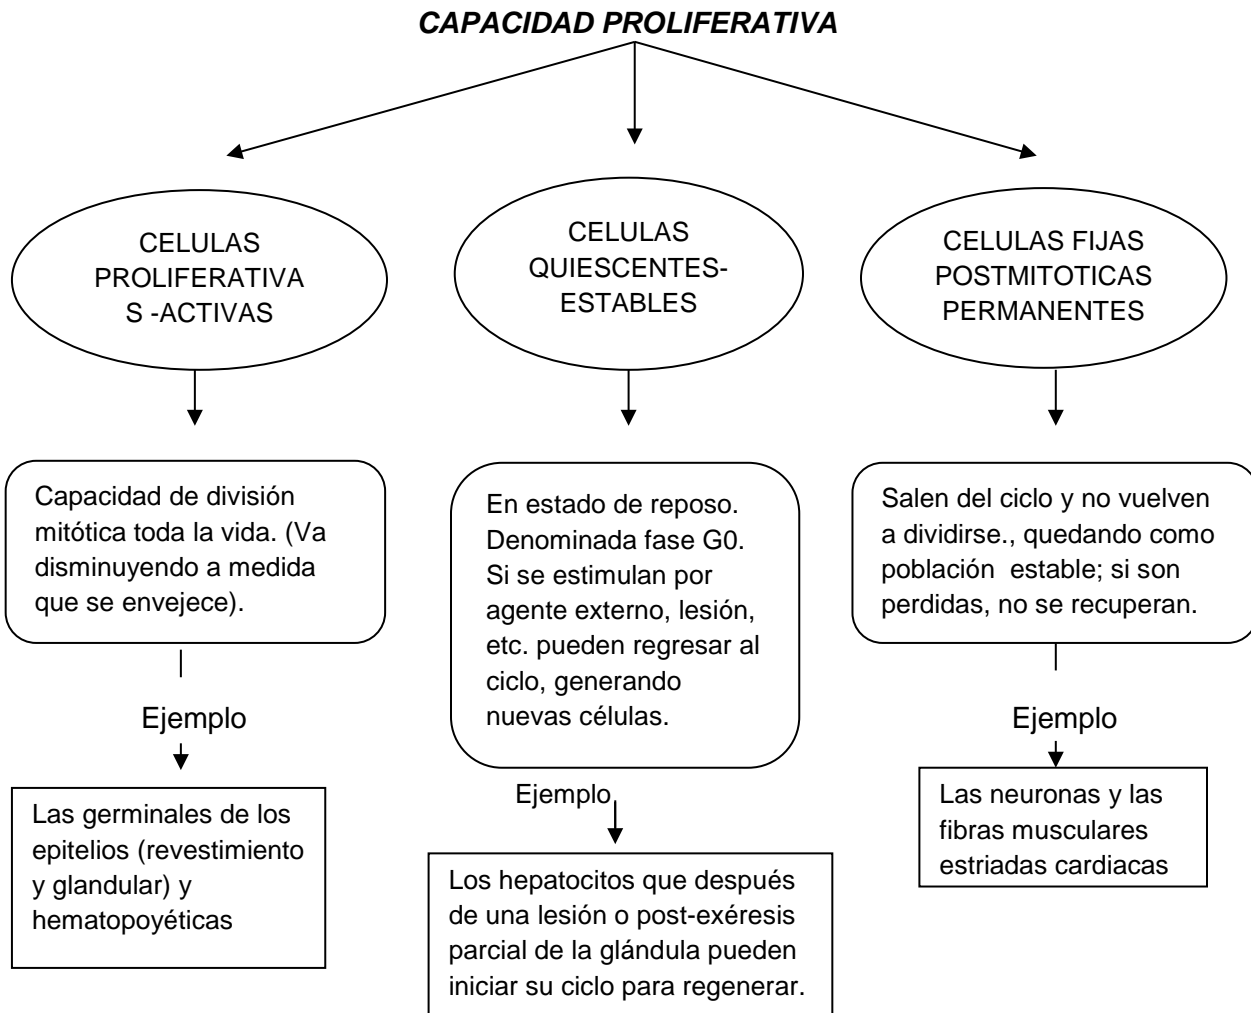 CAPACIDAD PROLIFERATIVA
CELULAS
PROLIFERATIVA
S -ACTIVAS
CELULAS
QUIESCENTES-
ESTABLES
CELULAS FIJAS
POSTMITOTICAS
PERMANENTES
Capacidad de división
mitótica toda la vida. (Va
disminuyendo a medida
que se envejece).
En estado de reposo.
Denominada fase G0.
Si se estimulan por
agente externo, lesión,
etc. pueden regresar al
ciclo, generando
nuevas células.
Salen del ciclo y no vuelven
a dividirse., quedando como
población estable; si son
perdidas, no se recuperan.
Ejemplo
Ejemplo
Ejemplo
Las germinales de los
epitelios (revestimiento
y glandular) y
hematopoyéticas
Los hepatocitos que después
de una lesión o post-exéresis
parcial de la glándula pueden
iniciar su ciclo para regenerar.
Las neuronas y las
fibras musculares
estriadas cardiacas